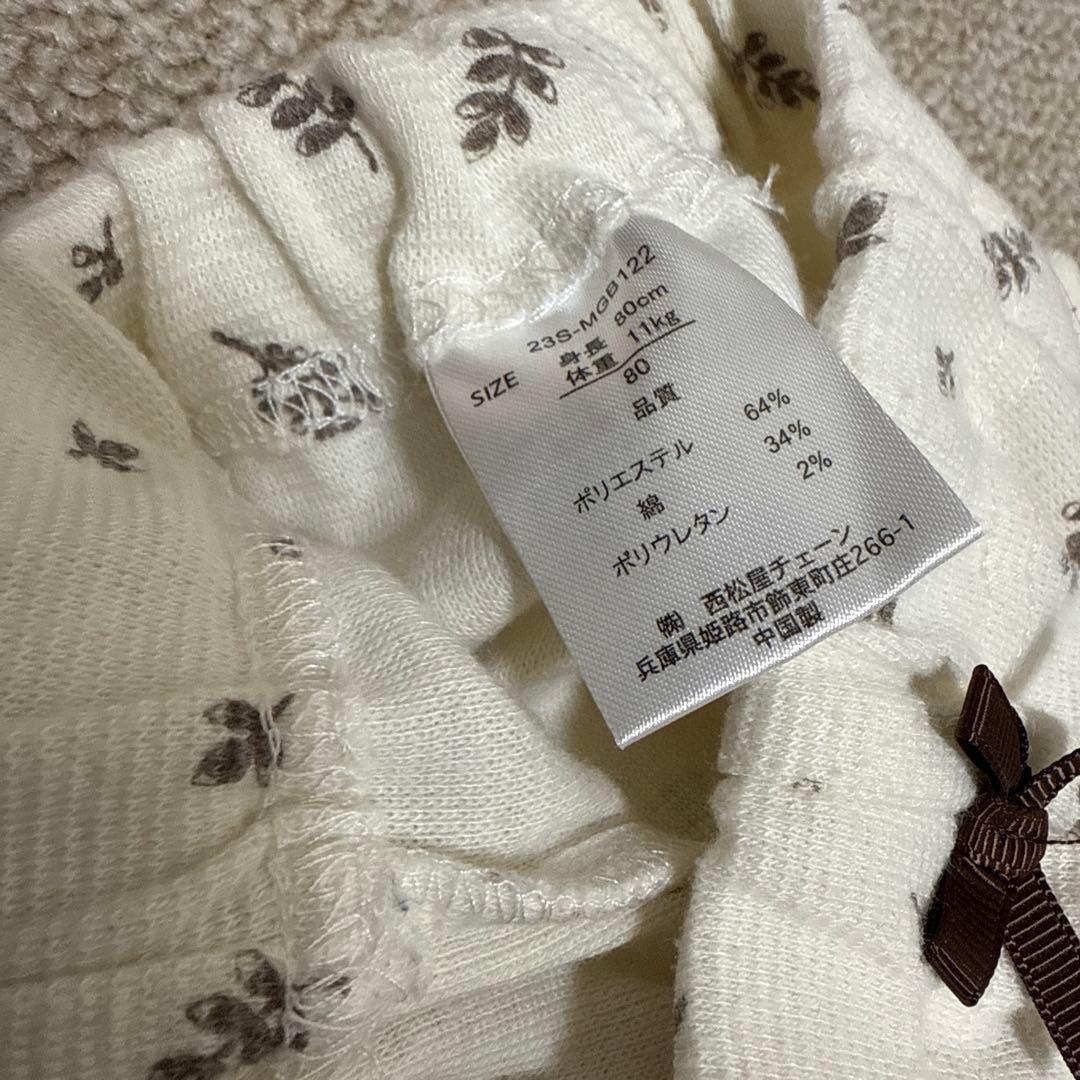 23S-MGB122
身長 80cm
SIZE 体重 11kg
80
品質
ポリエステル 64%
綿 34%
ポリウレタン 2%
㈱ 西松屋チェーン
兵庫県姫路市飾東町庄266-1
中国製